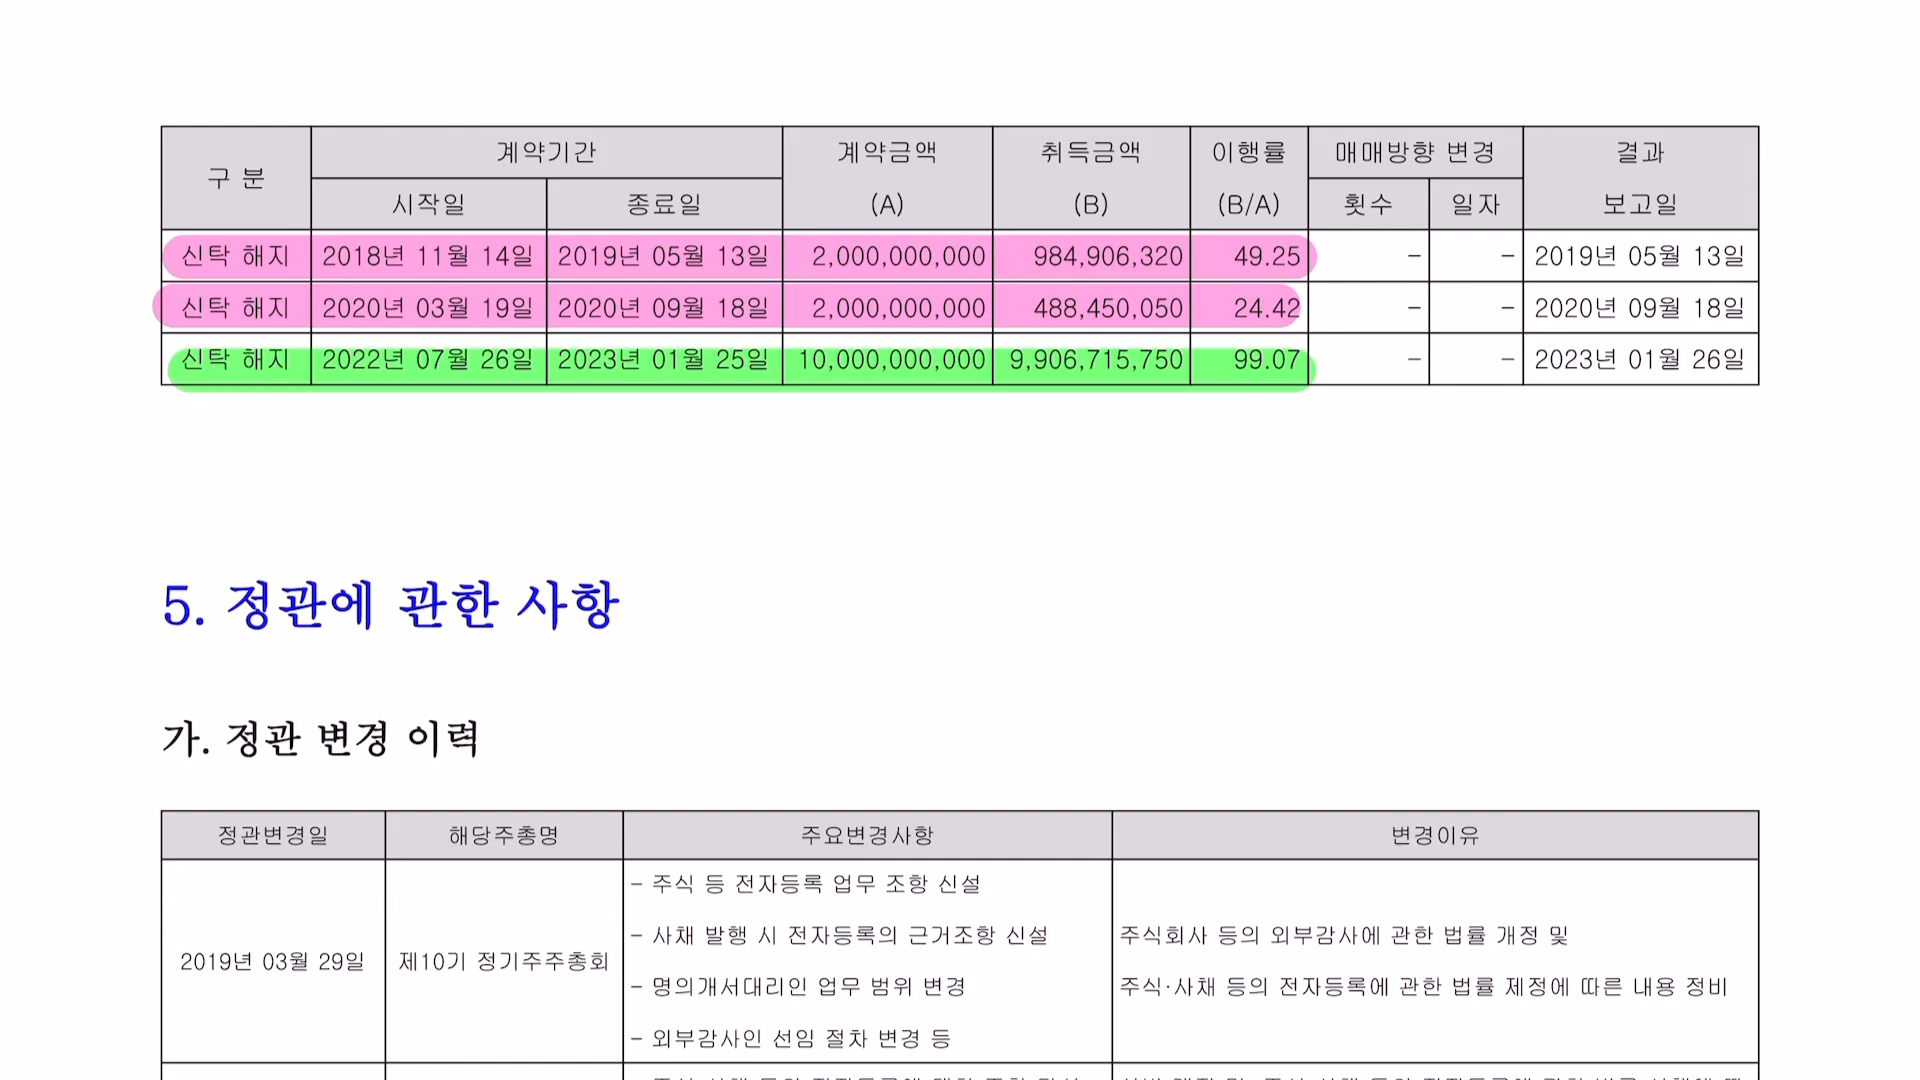 구 분 계약기간 계약금액 취득금액 이행률 매매방향 변경 결과
시작일 종료일 (A) (B) (B/A) 횟수 일자 보고일
신탁 해지 2018년 11월 14일 2019년 05월 13일 2,000,000,000 984,906,320 49.25 - - 2019년 05월 13일
신탁 해지 2020년 03월 19일 2020년 09월 18일 2,000,000,000 488,450,050 24.42 - - 2020년 09월 18일
신탁 해지 2022년 07월 26일 2023년 01월 25일 10,000,000,000 9,906,715,750 99.07 - - 2023년 01월 26일
5. 정관에 관한 사항
가. 정관 변경 이력
정관변경일 해당주총명 주요변경사항 변경이유
2019년 03월 29일 제10기 정기주주총회
- 주식 등 전자등록 업무 조항 신설
- 사채 발행 시 전자등록의 근거조항 신설
- 명의개서대리인 업무 범위 변경
- 외부감사인 선임 절차 변경 등
주식회사 등의 외부감사에 관한 법률 개정 및
주식·사채 등의 전자등록에 관한 법률 제정에 따른 내용 정비